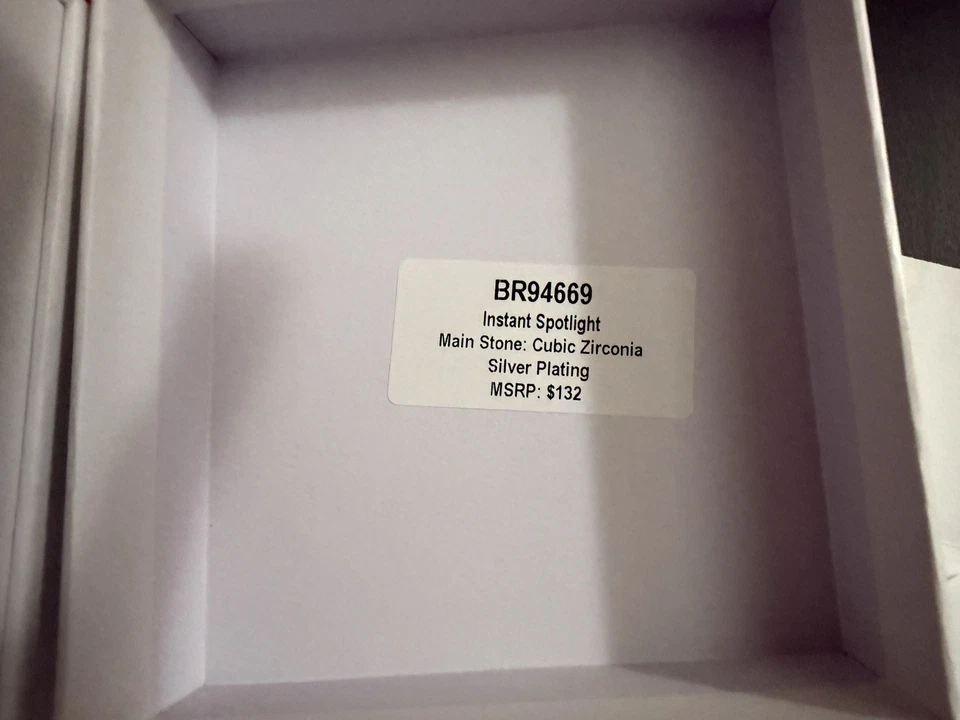 BR94669
Instant Spotlight
Main Stone: Cubic Zirconia
Silver Plating
MSRP: $132